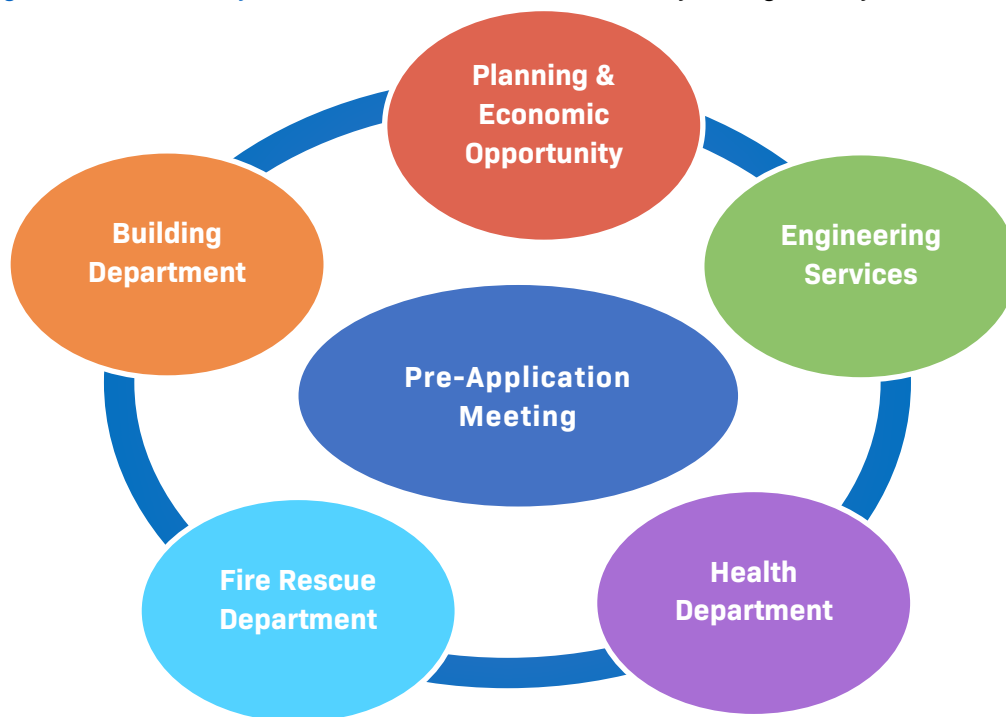 Planning &
Economic
Opportunity
Building
Department
Engineering
Services
Pre-Application
Meeting
Fire Rescue
Department
Health
Department